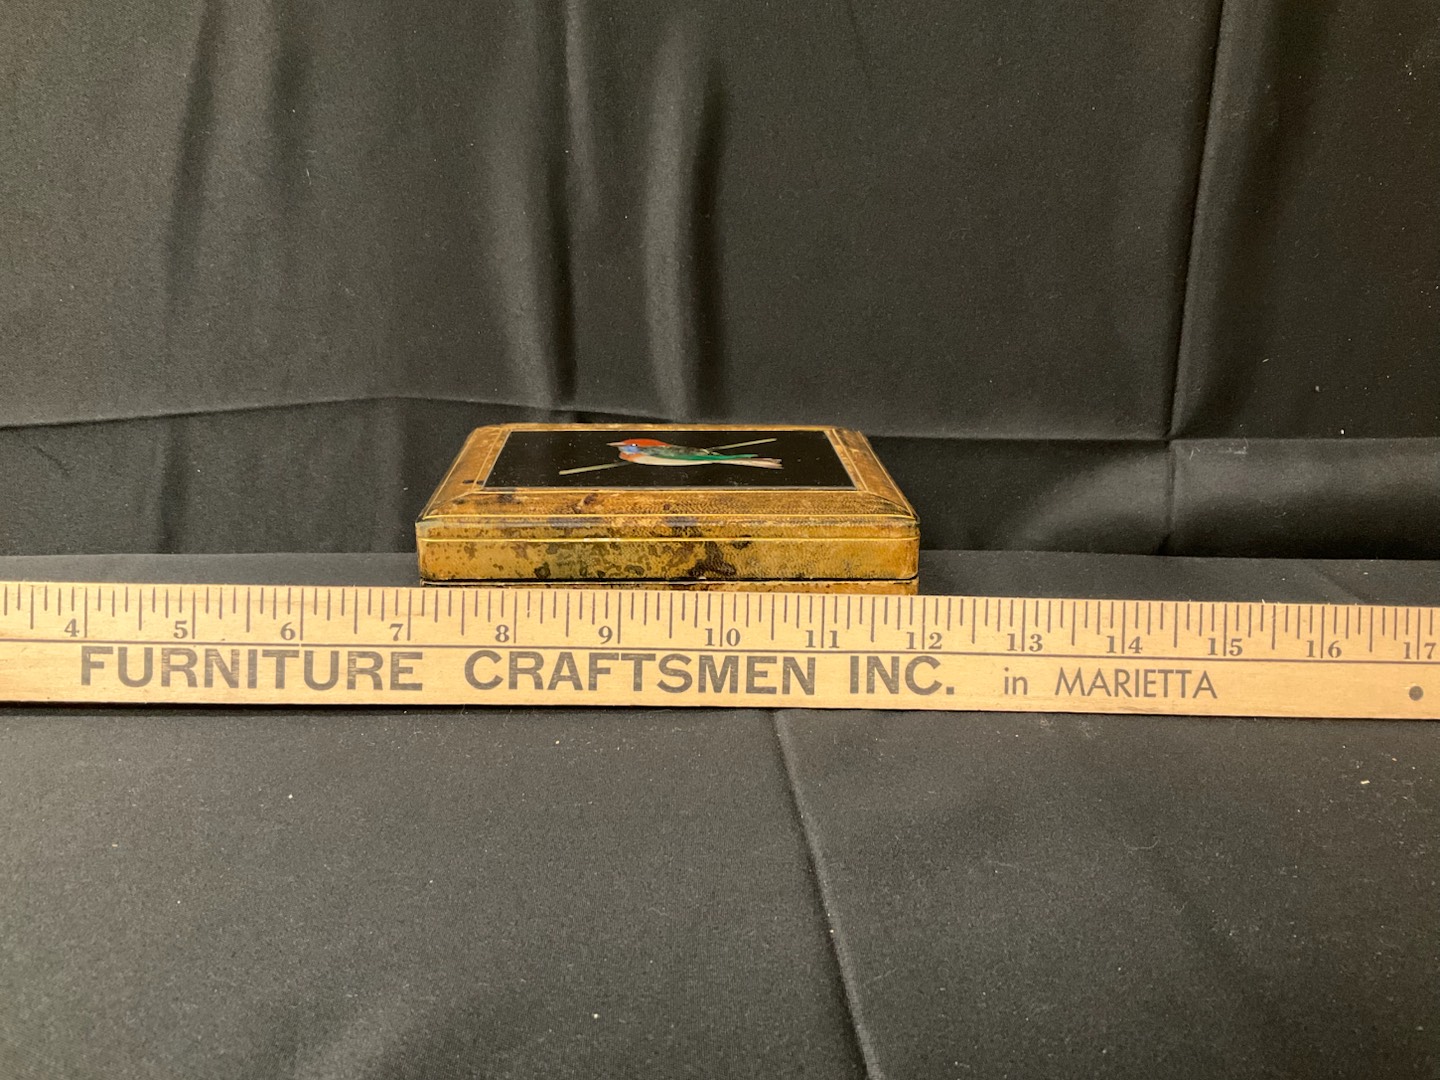 4 5 6 7 8 9 10 11 12 13 14 15 16 17
FURNITURE CRAFTSMEN INC. in MARIETTA